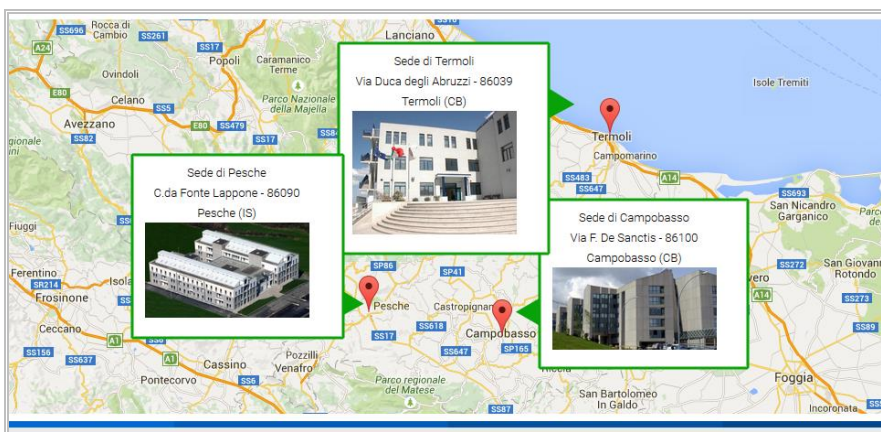 Sede di Termoli
Via Duca degli Abruzzi - 86039
Termoli (CB)
Sede di Pesche
C.da Fonte Lappone - 86090
Pesche (IS)
Sede di Campobasso
Via F. De Sanctis - 86100
Campobasso (CB)
Rocca di
Cambio
SS696
SS261
A24
SS17
Popoli
Caramanico
Terme
Lanciano
Ovindoli
E80
Celano
SS5
Parco Nazionale
della Majella
Avezzano
E80
SS479
SS82
SS17
Isole Tremiti
Termoli
Campomarino
A14
SS483
SS647
SS693
San Nicandro
Garganico
Fiuggi
Ferentino
SR214
Frosinone
Ceccano
A1
SS156
SS637
A1
Cassino
Pontecorvo
SS6
Pozzilli
Venafro
SP86
SP41
Pesche
SS17
SS618
SS647
Campobasso
SP165
Parco regionale
del Matese
SS87
San Bartolomeo
In Galdo
SS272
San Giovanni
Rotondo
A14
SS273
SS89
Foggia
Incoronata